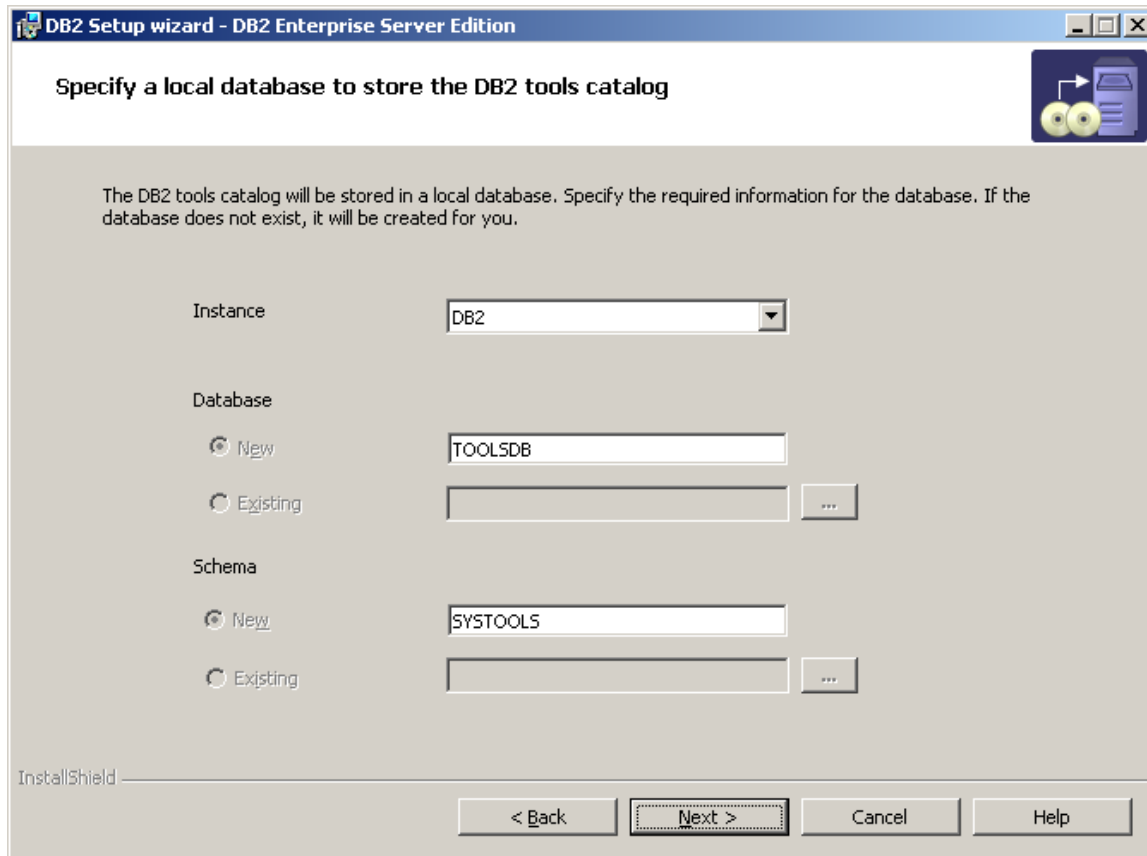 DB2 Setup wizard - DB2 Enterprise Server Edition
Specify a local database to store the DB2 tools catalog
The DB2 tools catalog will be stored in a local database. Specify the required information for the database. If the
database does not exist, it will be created for you.
Instance
DB2
Database
New
TOOLSDB
Existing
...
Schema
New
SYSTOOLS
Existing
...
InstallShield
< Back
Next >
Cancel
Help